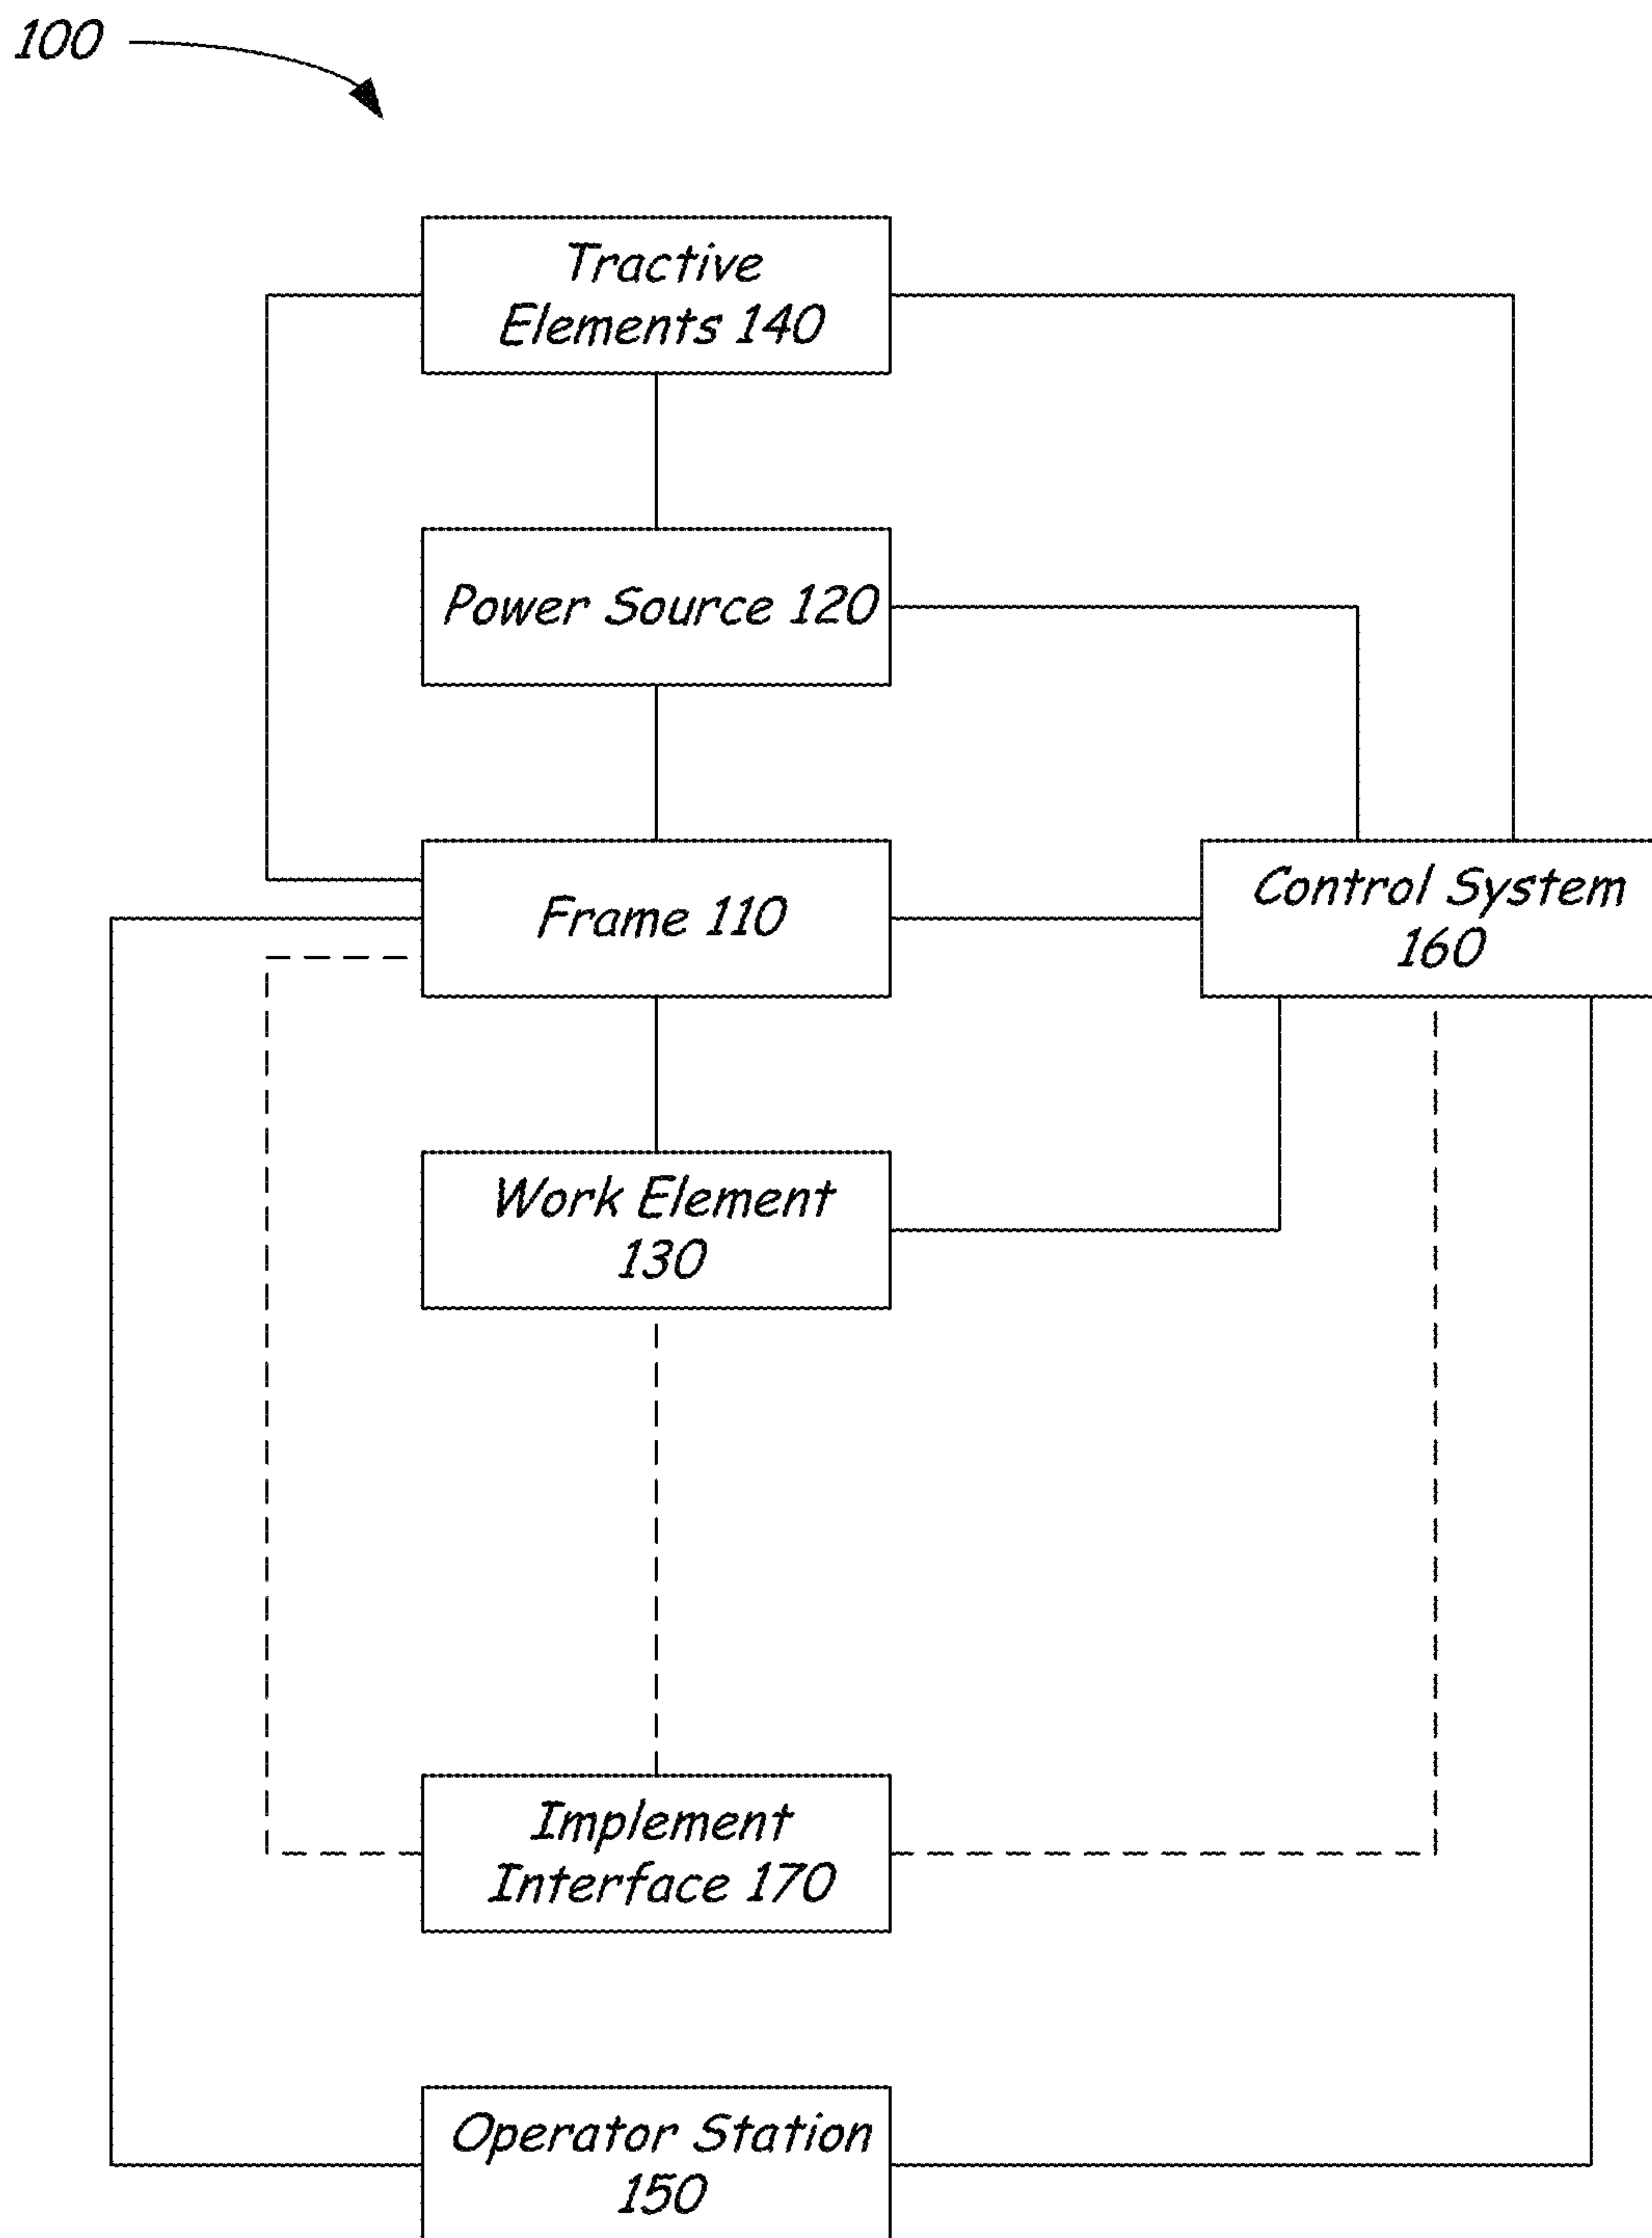 100
Tractive
Elements 140
Power Source 120
Frame 110
Control System
160
Work Element
130
Implement
Interface 170
Operator Station
150